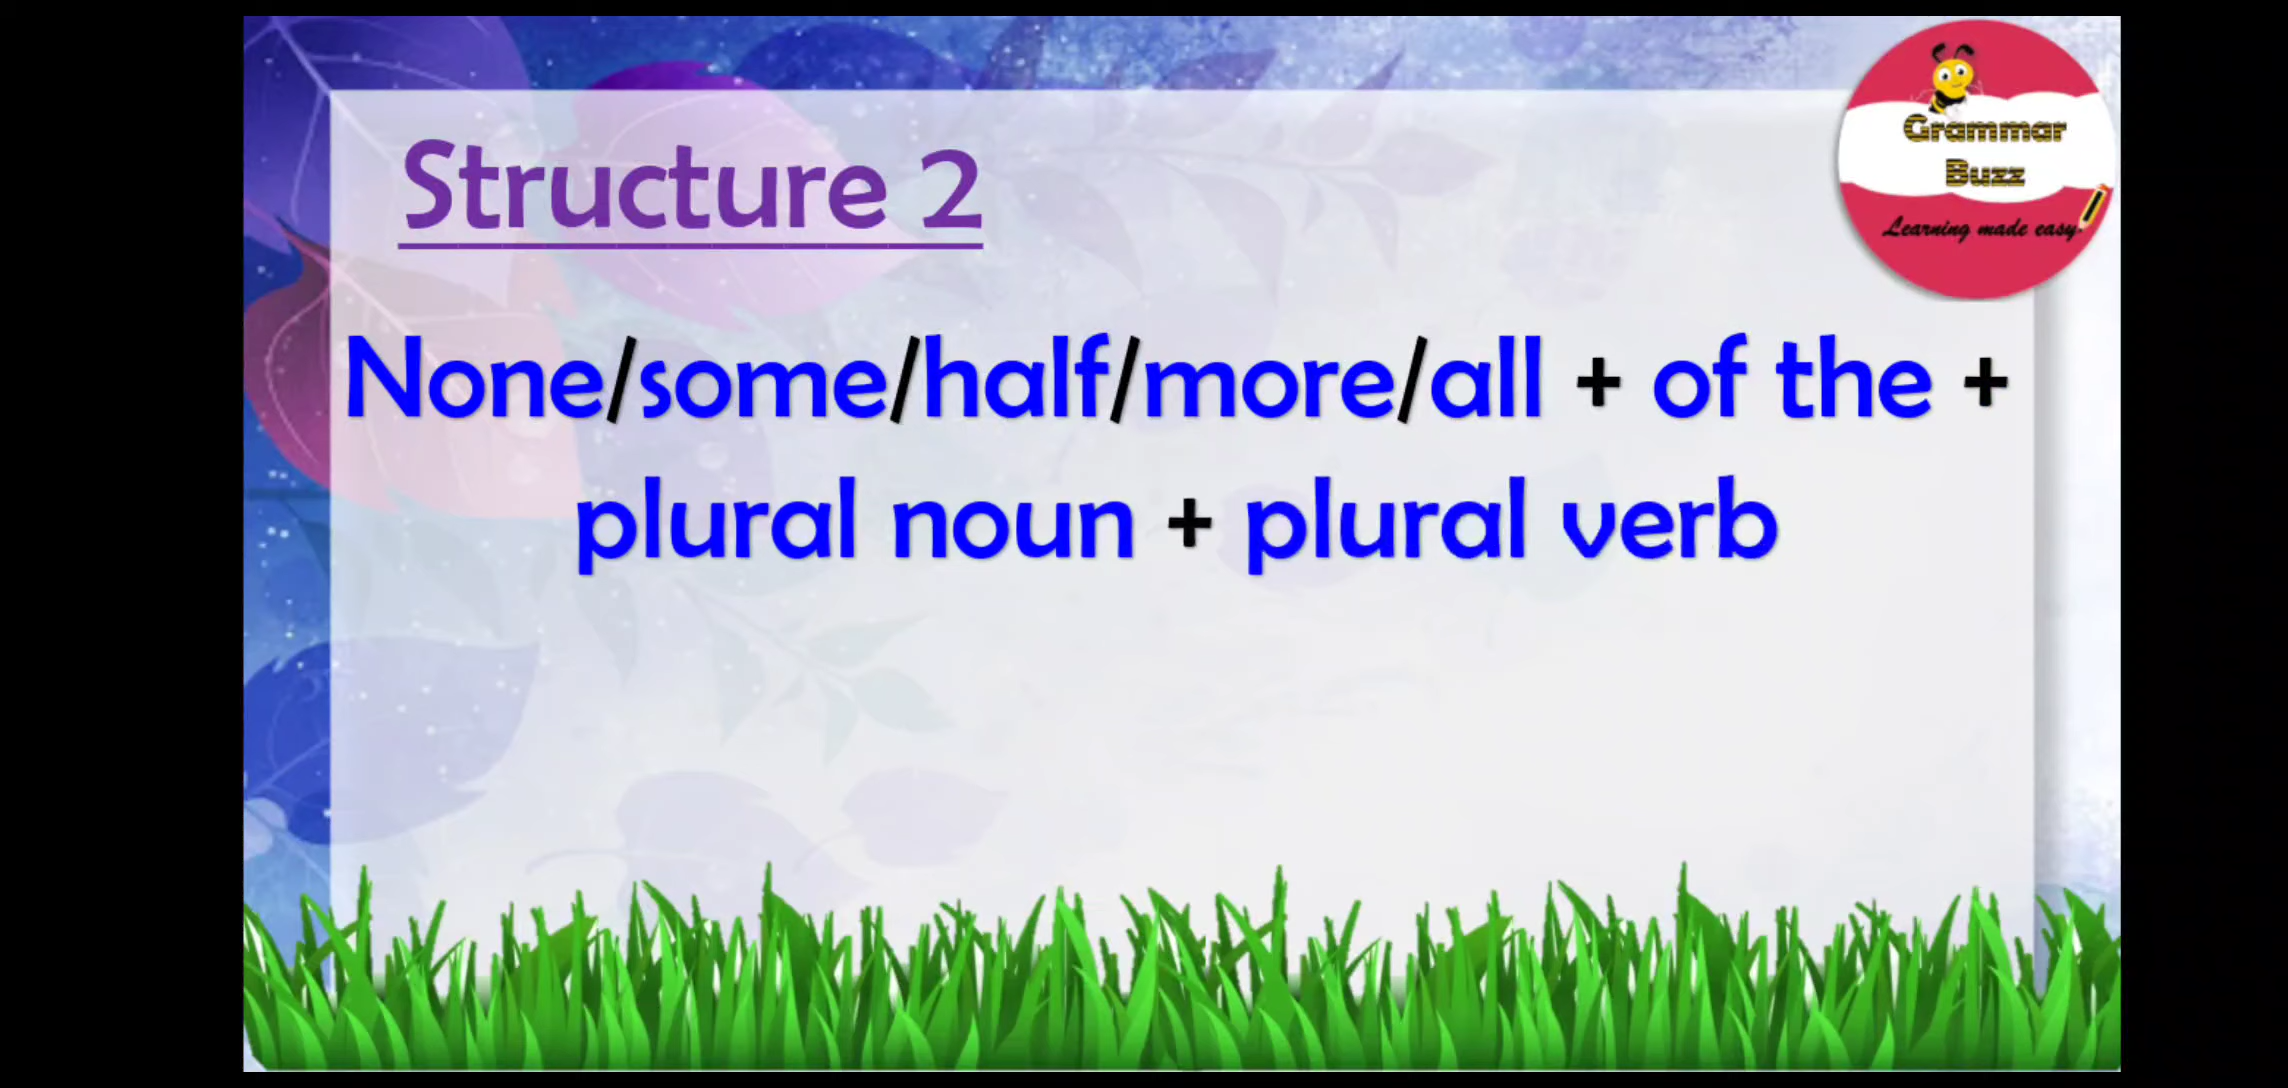 Structure 2
Grammar
Buzz
Learning made easy
None/some/half/more/all + of the +
plural noun + plural verb